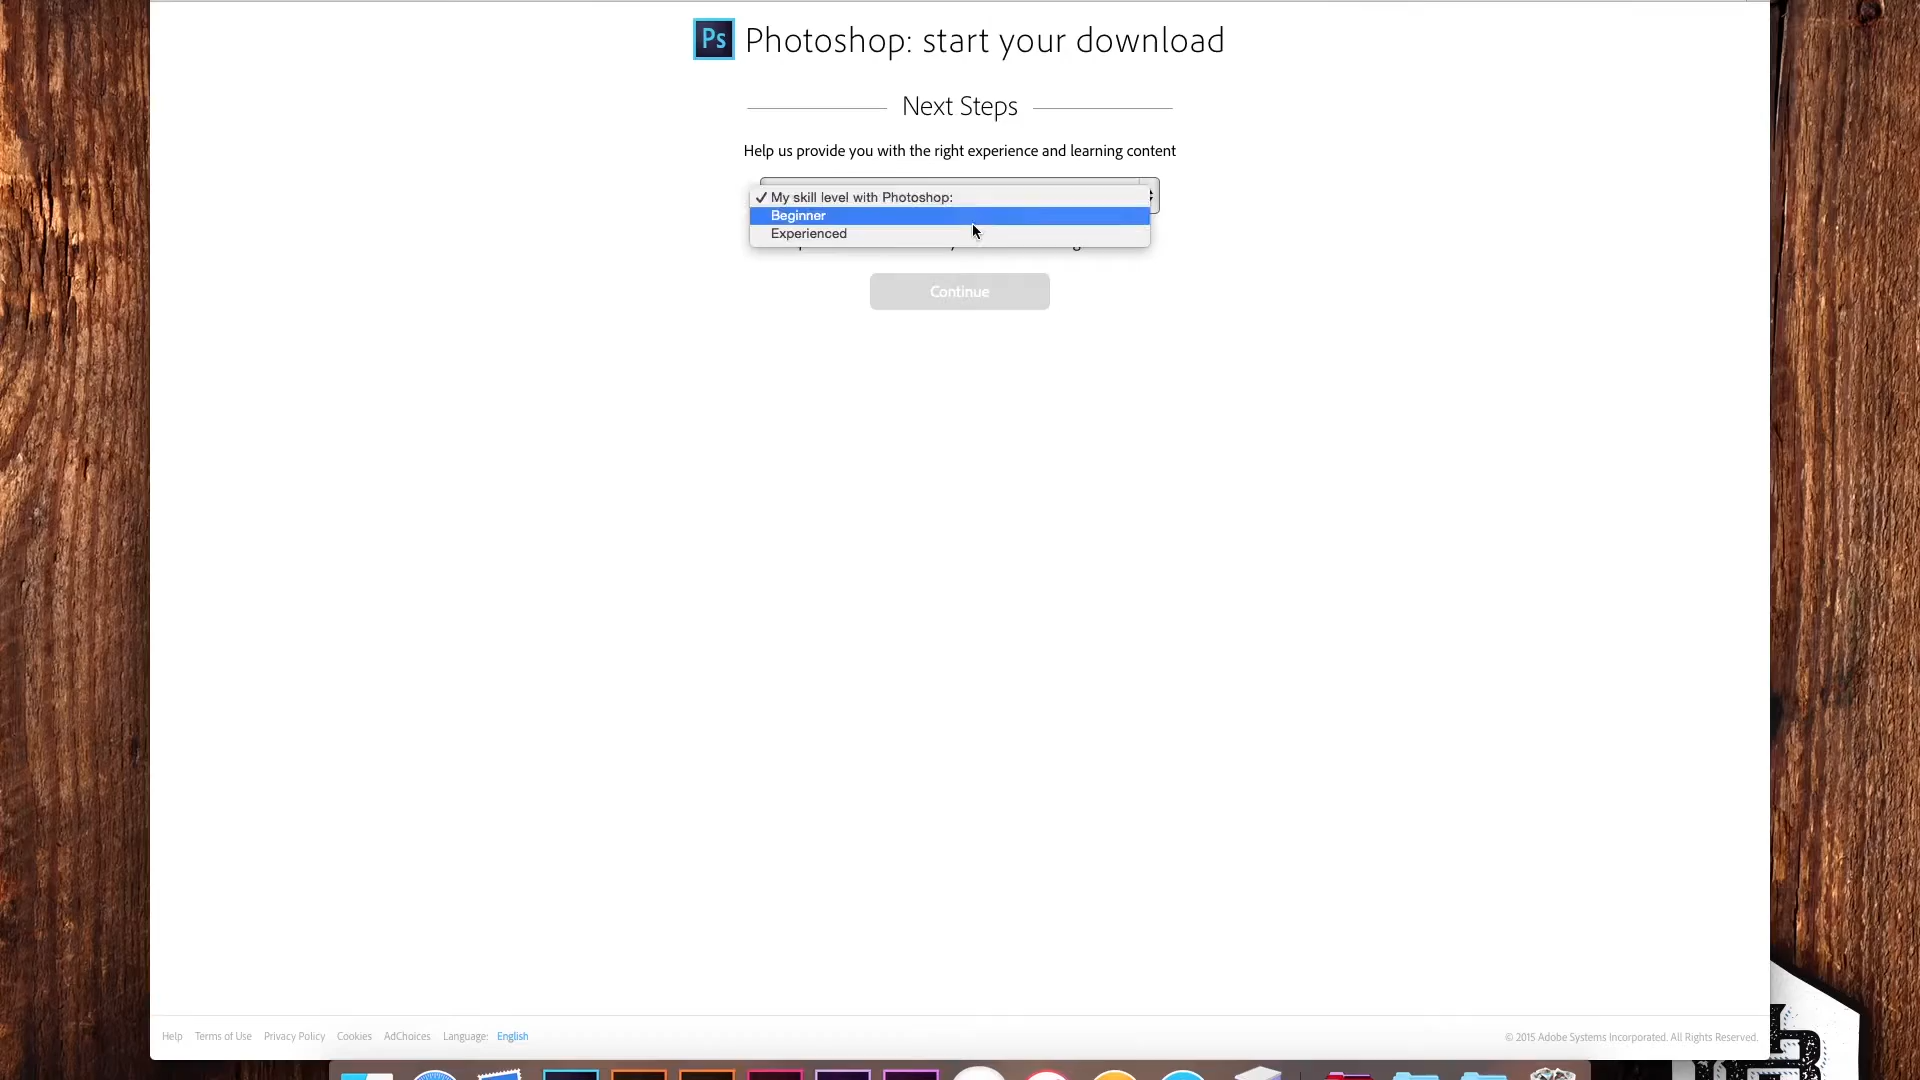 Ps Photoshop: start your download
Next Steps
Help us provide you with the right experience and learning content
✓ My skill level with Photoshop:
Beginner
Experienced
Continue
Help Terms of Use Privacy Policy Cookies AdChoices Language: English
© 2015 Adobe Systems Incorporated. All Rights Reserved.